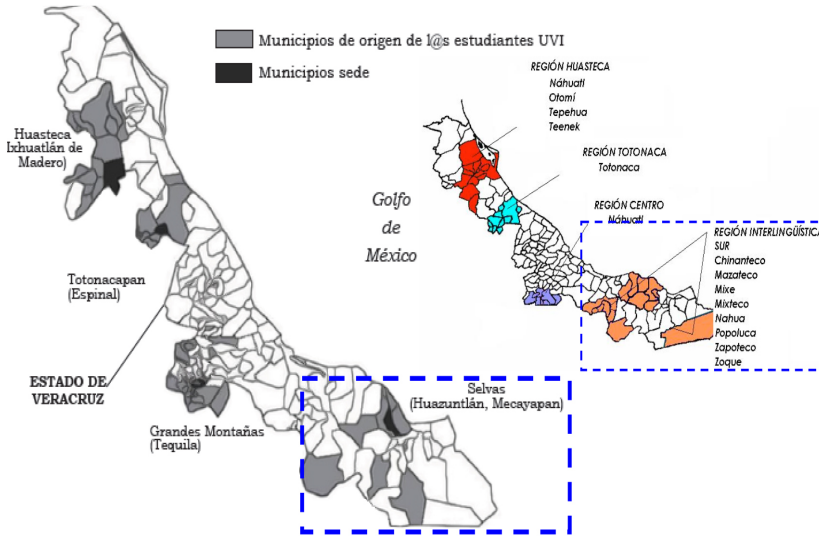 Municipios de origen de l@s estudiantes UVI
Municipios sede
Huasteca
Ixhuatlán de
Madero)
Totonacapan
(Espinal)
ESTADO DE
VERACRUZ
Grandes Montañas
(Tequila)
Selvas
(Huazuntlán, Mecayapan)
Golfo
de
México
REGIÓN HUASTECA
Náhuatl
Otomí
Tepehua
Teenek
REGIÓN TOTONACA
Totonaca
REGIÓN CENTRO
Náhuatl
REGIÓN INTERLINGÜÍSTICA
SUR
Chinanteco
Mazateco
Mixe
Mixteco
Nahua
Popoluca
Zapoteco
Zoque